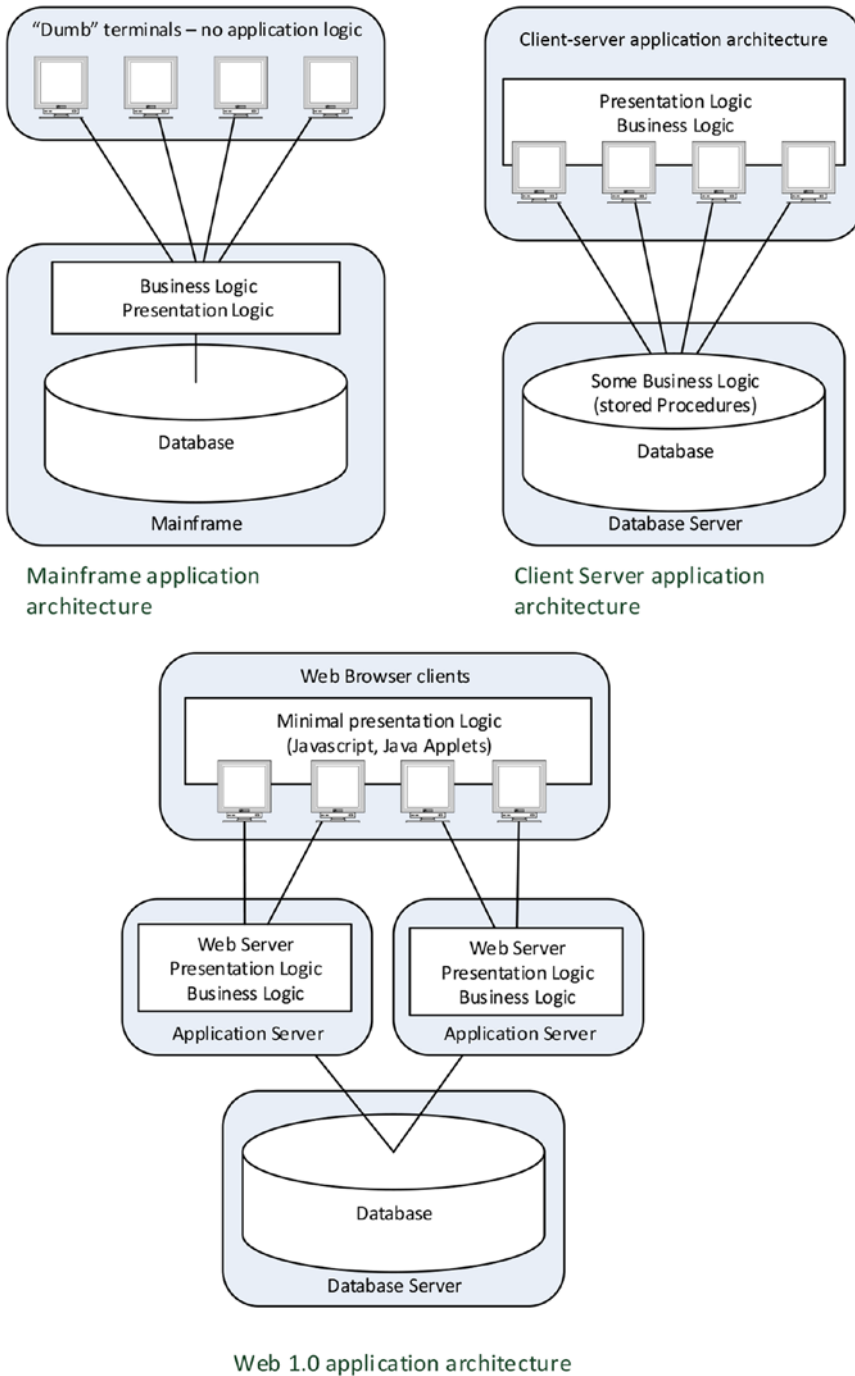 “Dumb” terminals – no application logic
Business Logic
Presentation Logic
Database
Mainframe
Mainframe application
architecture
Client-server application architecture
Presentation Logic
Business Logic
Some Business Logic
(stored Procedures)
Database
Database Server
Client Server application
architecture
Web Browser clients
Minimal presentation Logic
(Javascript, Java Applets)
Web Server
Presentation Logic
Business Logic
Application Server
Web Server
Presentation Logic
Business Logic
Application Server
Database
Database Server
Web 1.0 application architecture